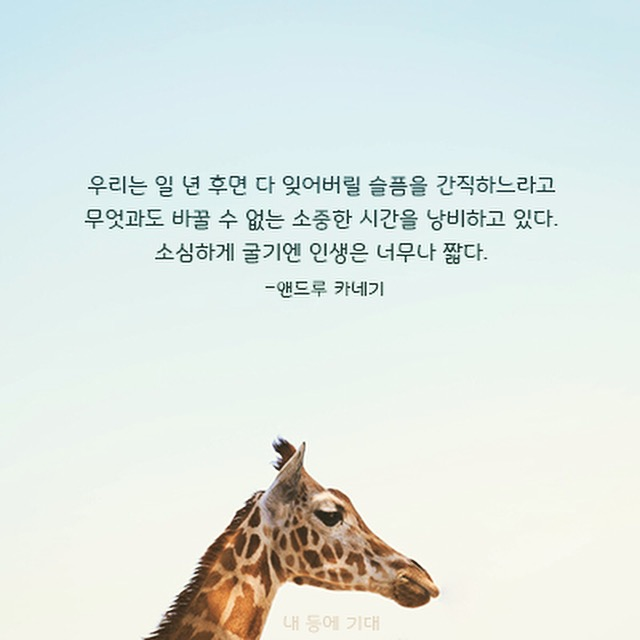 우리는 일 년 후면 다 잊어버릴 슬픔을 간직하느라고
무엇과도 바꿀 수 없는 소중한 시간을 낭비하고 있다.
소심하게 굴기엔 인생은 너무나 짧다.
-앤드루 카네기
내 등에 기대